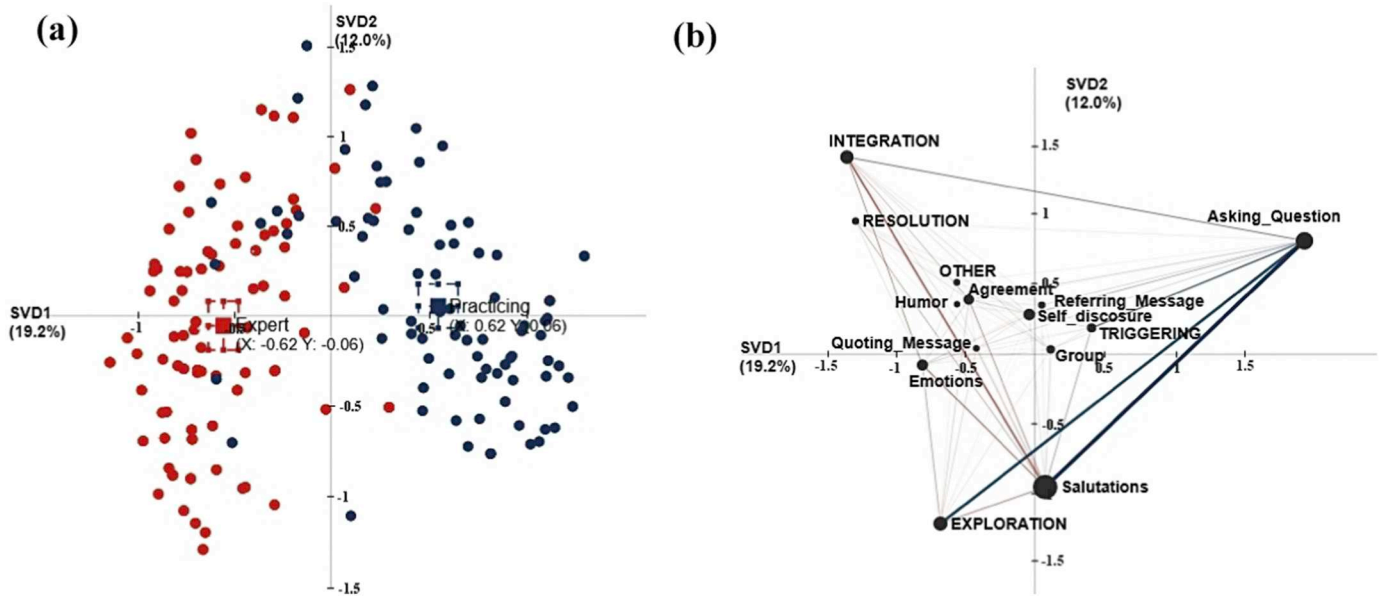 (a)
SVD2
(12.0%)
1.5
1
0.5
SVD1
(19.2%)
-1
Expert
(X: -0.62 Y: -0.06)
Practicing
(X: 0.62 Y: 0.06)
-0.5
-1
-1.5
(b)
SVD2
(12.0%)
INTEGRATION
1.5
RESOLUTION
1
Asking_Question
OTHER
0.5
Agreement
Humor
Referring_Message
Self_discosure
TRIGGERING
Quoting_Message
Group
SVD1
(19.2%)
-1.5
-1
-0.5
0.5
1
1.5
Emotions
-0.5
Salutations
EXPLORATION
-1.5